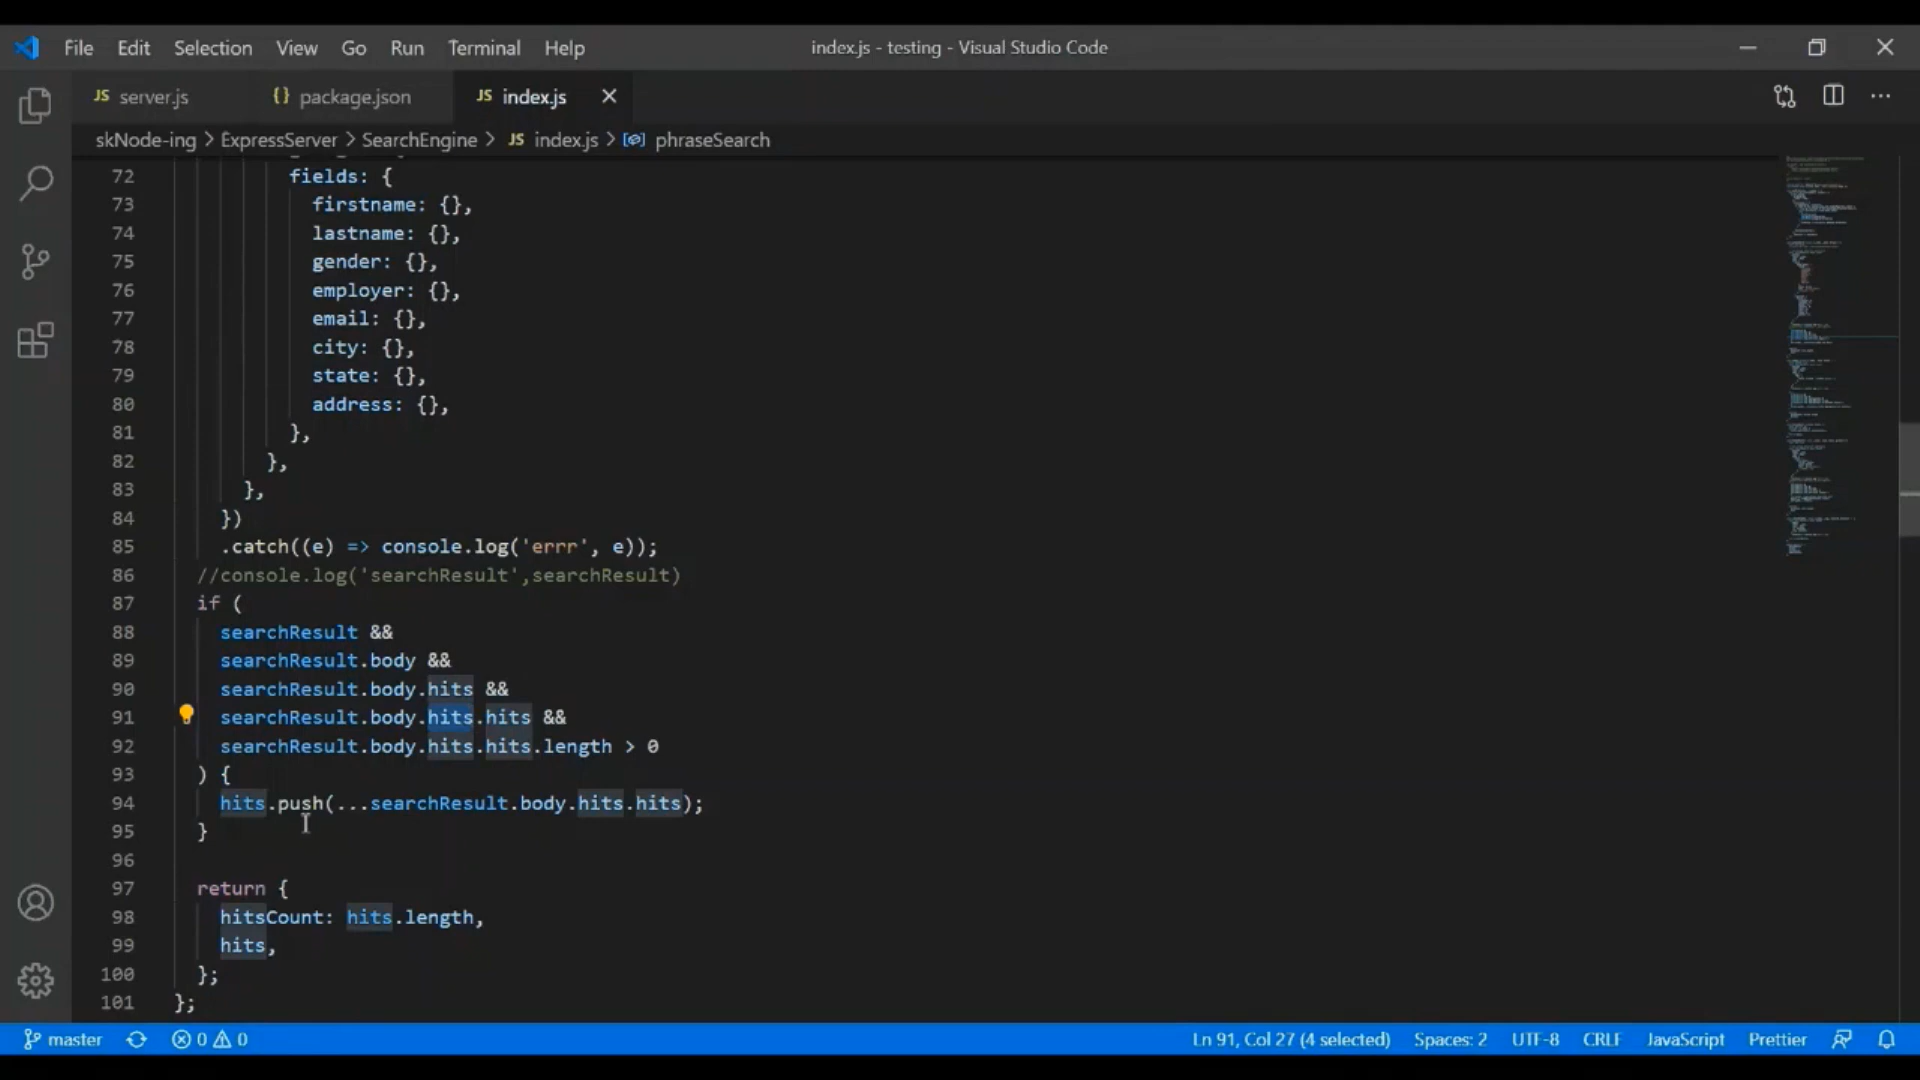 File Edit Selection View Go Run Terminal Help index.js - testing - Visual Studio Code
JS server.js {} package.json JS index.js
skNode-ing > ExpressServer > SearchEngine > JS index.js > phraseSearch
72 fields: {
73 firstname: {},
74 lastname: {},
75 gender: {},
76 employer: {},
77 email: {},
78 city: {},
79 state: {},
80 address: {},
81 },
82 },
83 },
84 })
85 .catch((e) => console.log('errr', e));
86 //console.log('searchResult',searchResult)
87 if (
88 searchResult &&
89 searchResult.body &&
90 searchResult.body.hits &&
91 searchResult.body.hits.hits &&
92 searchResult.body.hits.hits.length > 0
93 ) {
94 hits.push(...searchResult.body.hits.hits);
95 }
96
97 return {
98 hitsCount: hits.length,
99 hits,
100 };
101 };
master 0 0 Ln 91, Col 27 (4 selected) Spaces: 2 UTF-8 CRLF JavaScript Prettier